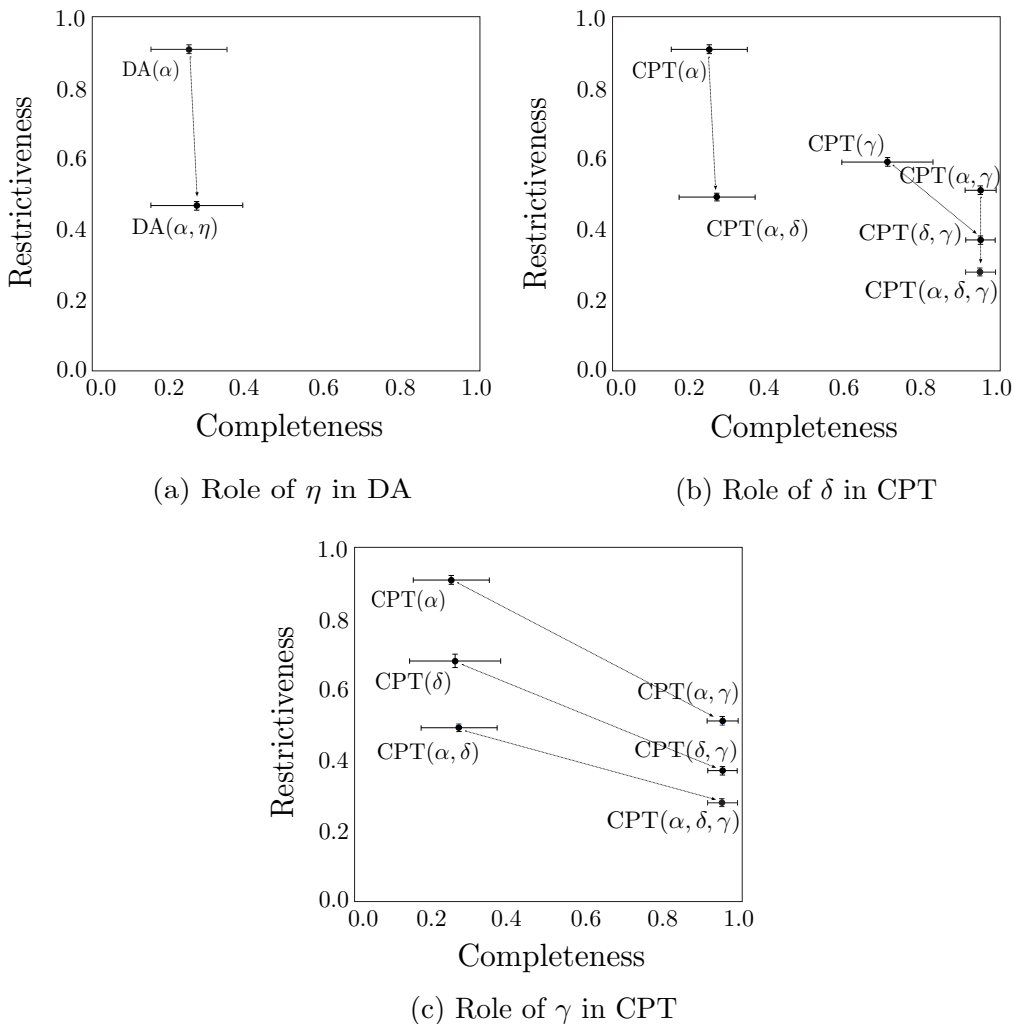 1.0
0.8
0.6
0.4
0.2
0.0
Restrictiveness
DA(α)
DA(α, η)
0.0 0.2 0.4 0.6 0.8 1.0
Completeness
(a) Role of η in DA
1.0
0.8
0.6
0.4
0.2
0.0
Restrictiveness
CPT(α)
CPT(γ)
CPT(α, γ)
CPT(α, δ)
CPT(δ, γ)
CPT(α, δ, γ)
0.0 0.2 0.4 0.6 0.8 1.0
Completeness
(b) Role of δ in CPT
1.0
0.8
0.6
0.4
0.2
0.0
Restrictiveness
CPT(α)
CPT(δ)
CPT(α, γ)
CPT(α, δ)
CPT(δ, γ)
CPT(α, δ, γ)
0.0 0.2 0.4 0.6 0.8 1.0
Completeness
(c) Role of γ in CPT